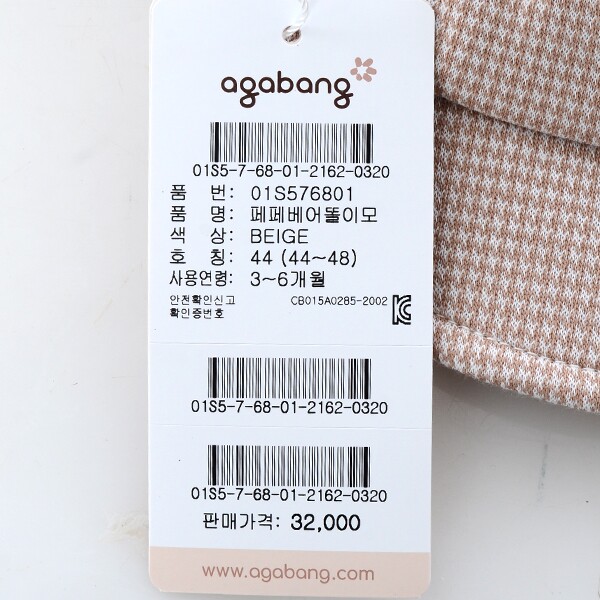 agabang
01S5-7-68-01-2162-0320
품 번: 01S576801
품 명: 페페베어똘이모
색 상: BEIGE
호 칭: 44 (44~48)
사용연령: 3~6개월
안전확인신고 CB015A0285-2002
확인증번호
01S5-7-68-01-2162-0320
01S5-7-68-01-2162-0320
판매가격: 32,000
www.agabang.com